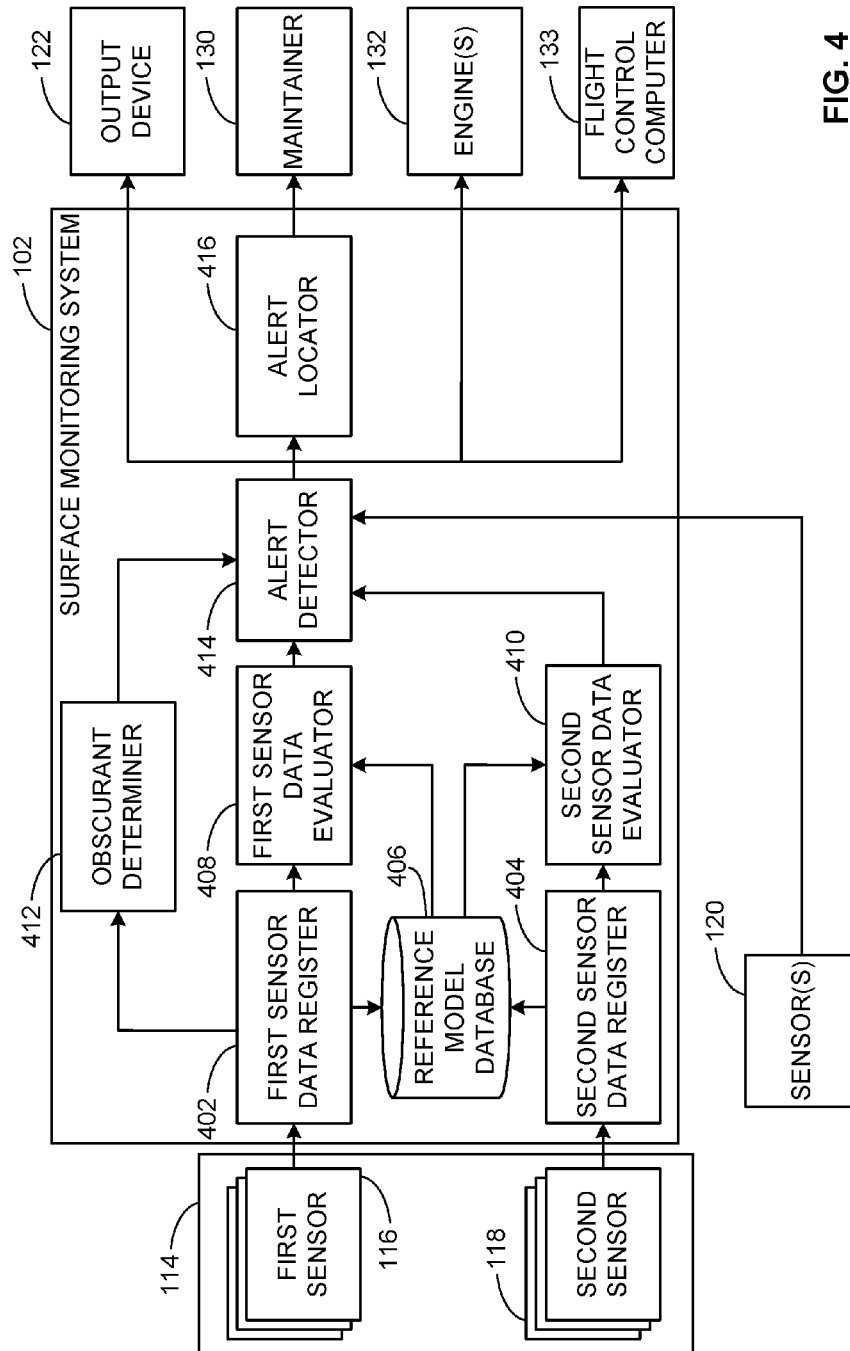 114
FIRST
SENSOR
116
118
SECOND
SENSOR
102
SURFACE MONITORING SYSTEM
412
OBSCURANT
DETERMINER
402
FIRST SENSOR
DATA REGISTER
408
FIRST SENSOR
DATA
EVALUATOR
414
ALERT
DETECTOR
416
ALERT
LOCATOR
406
REFERENCE
MODEL
DATABASE
404
SECOND SENSOR
DATA REGISTER
410
SECOND
SENSOR DATA
EVALUATOR
120
SENSOR(S)
122
OUTPUT
DEVICE
130
MAINTAINER
132
ENGINE(S)
133
FLIGHT
CONTROL
COMPUTER
FIG. 4